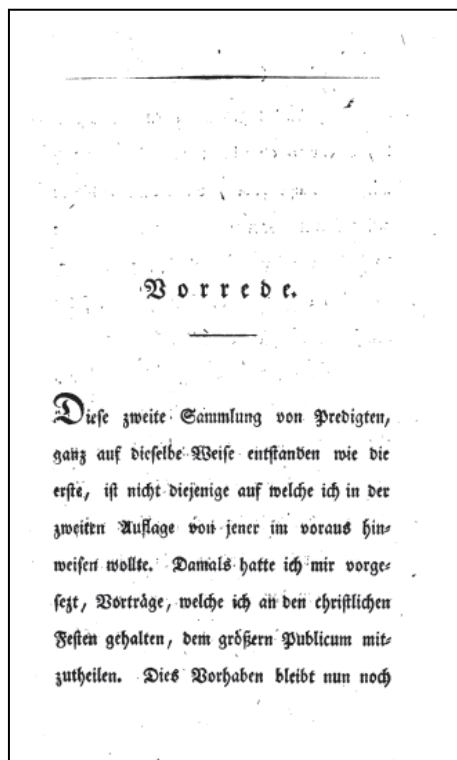 Vorrede.
Diese zweite Sammlung von Predigten,
ganz auf dieselbe Weise entstanden wie die
erste, ist nicht diejenige auf welche ich in der
zweiten Auflage von jener im voraus hin-
weisen wollte. Damals hatte ich mir vorge-
sezt, Vorträge, welche ich an den christlichen
Festen gehalten, dem größern Publicum mit-
zutheilen. Dies Vorhaben bleibt nun noch